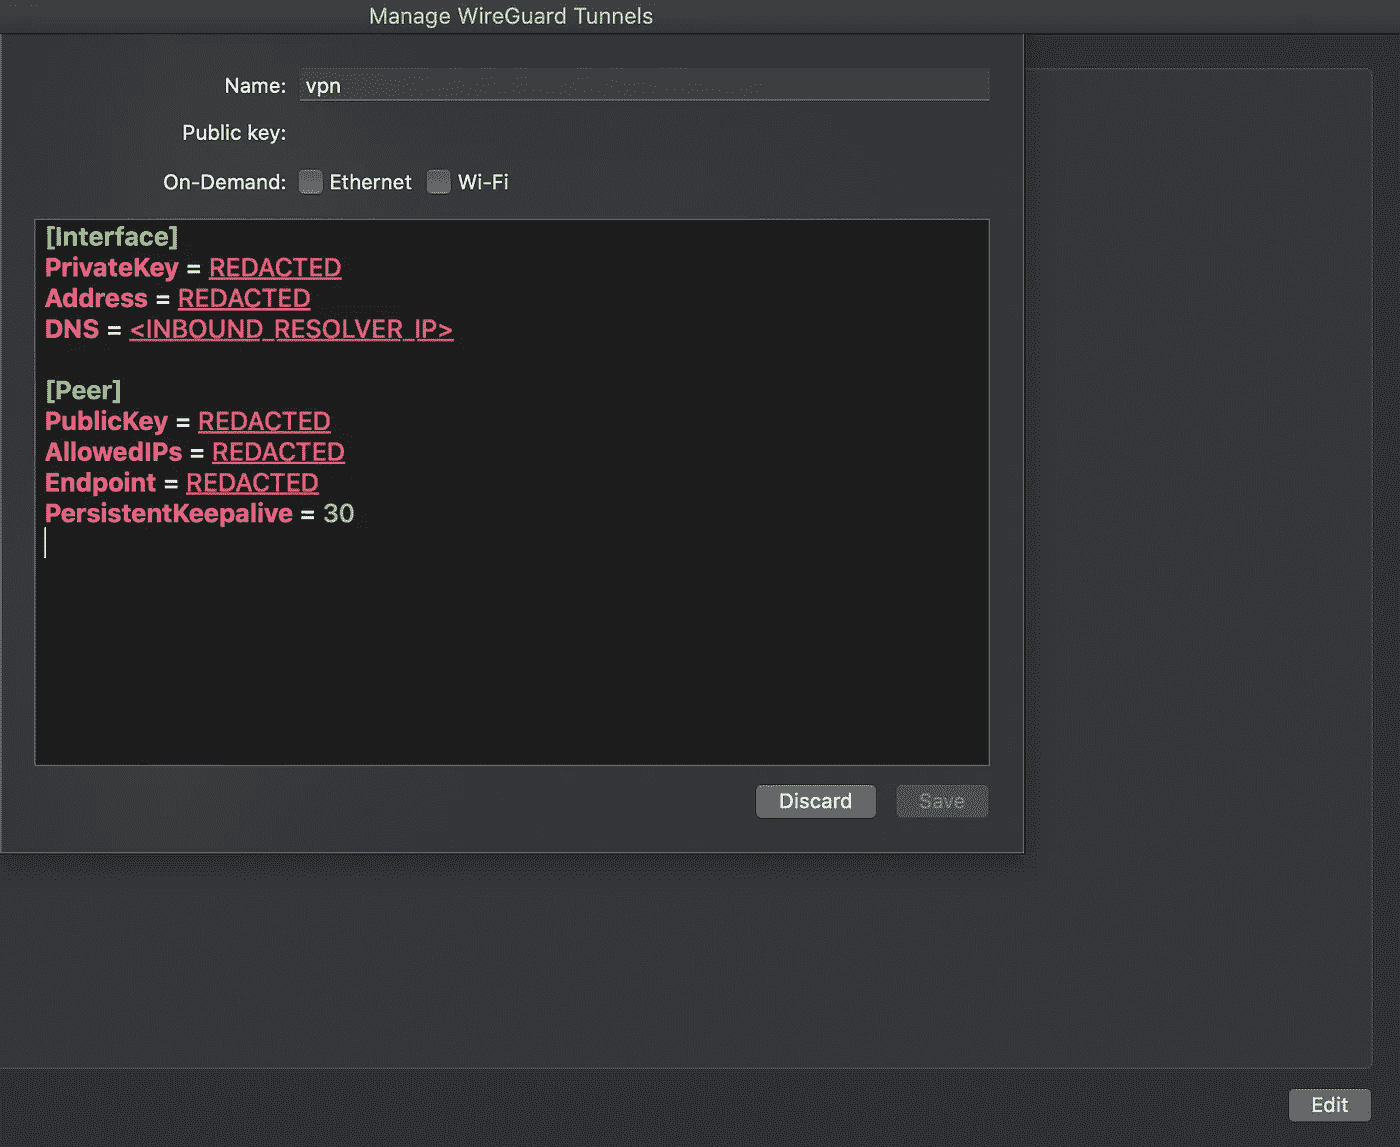 Manage WireGuard Tunnels
Name: vpn
Public key:
On-Demand: Ethernet Wi-Fi
[Interface]
PrivateKey = REDACTED
Address = REDACTED
DNS = <INBOUND_RESOLVER_IP>
[Peer]
PublicKey = REDACTED
AllowedIPs = REDACTED
Endpoint = REDACTED
PersistentKeepalive = 30
Discard Save
Edit